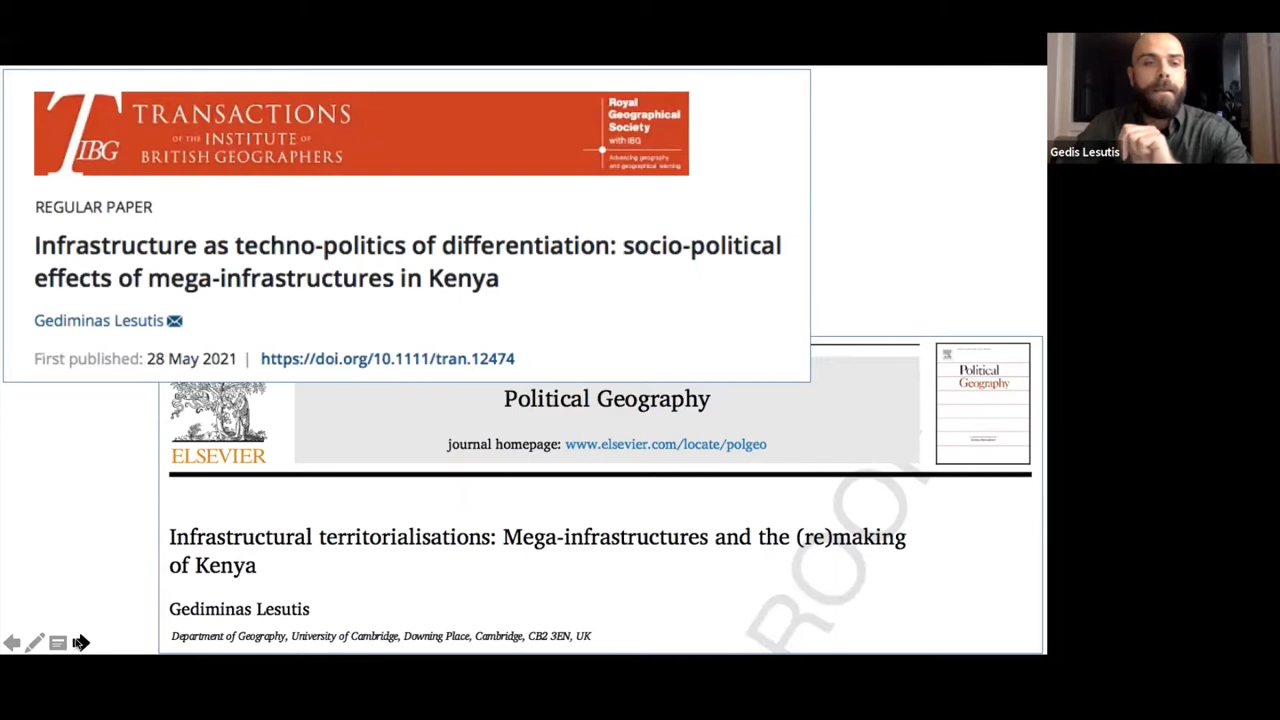 TRANSACTIONS
OF THE INSTITUTE OF
BRITISH GEOGRAPHERS
TIBG
Royal
Geographical
Society
with IBG
Advancing geography
and geographical learning
REGULAR PAPER
Infrastructure as techno-politics of differentiation: socio-political
effects of mega-infrastructures in Kenya
Gediminas Lesutis
First published: 28 May 2021 | https://doi.org/10.1111/tran.12474
Gedis Lesutis
ELSEVIER
Political Geography
journal homepage: www.elsevier.com/locate/polgeo
Political
Geography
Infrastructural territorialisations: Mega-infrastructures and the (re)making
of Kenya
Gediminas Lesutis
Department of Geography, University of Cambridge, Downing Place, Cambridge, CB2 3EN, UK